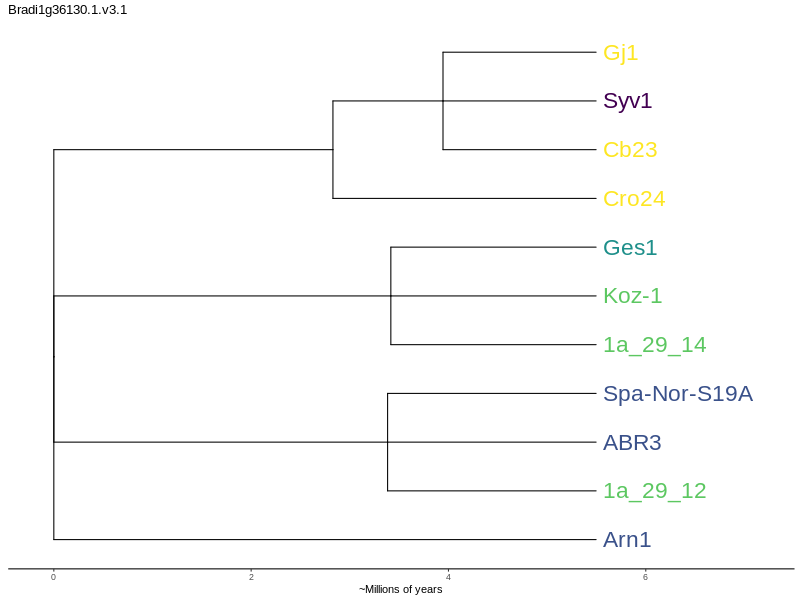 Bradi1g36130.1.v3.1
Gj1
Syv1
Cb23
Cro24
Ges1
Koz-1
1a_29_14
Spa-Nor-S19A
ABR3
1a_29_12
Arn1
0 2 4 6
~Millions of years